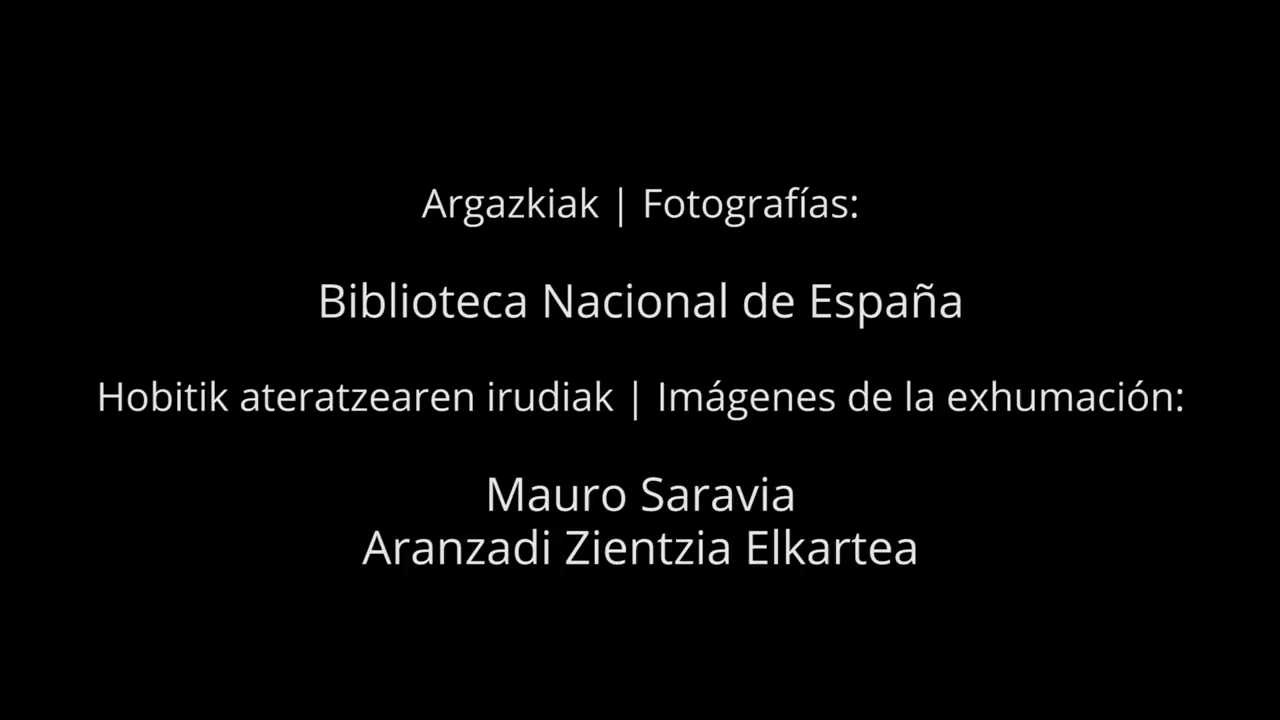 Argazkiak | Fotografías:
Biblioteca Nacional de España
Hobitik ateratzearen irudiak | Imágenes de la exhumación:
Mauro Saravia
Aranzadi Zientzia Elkartea